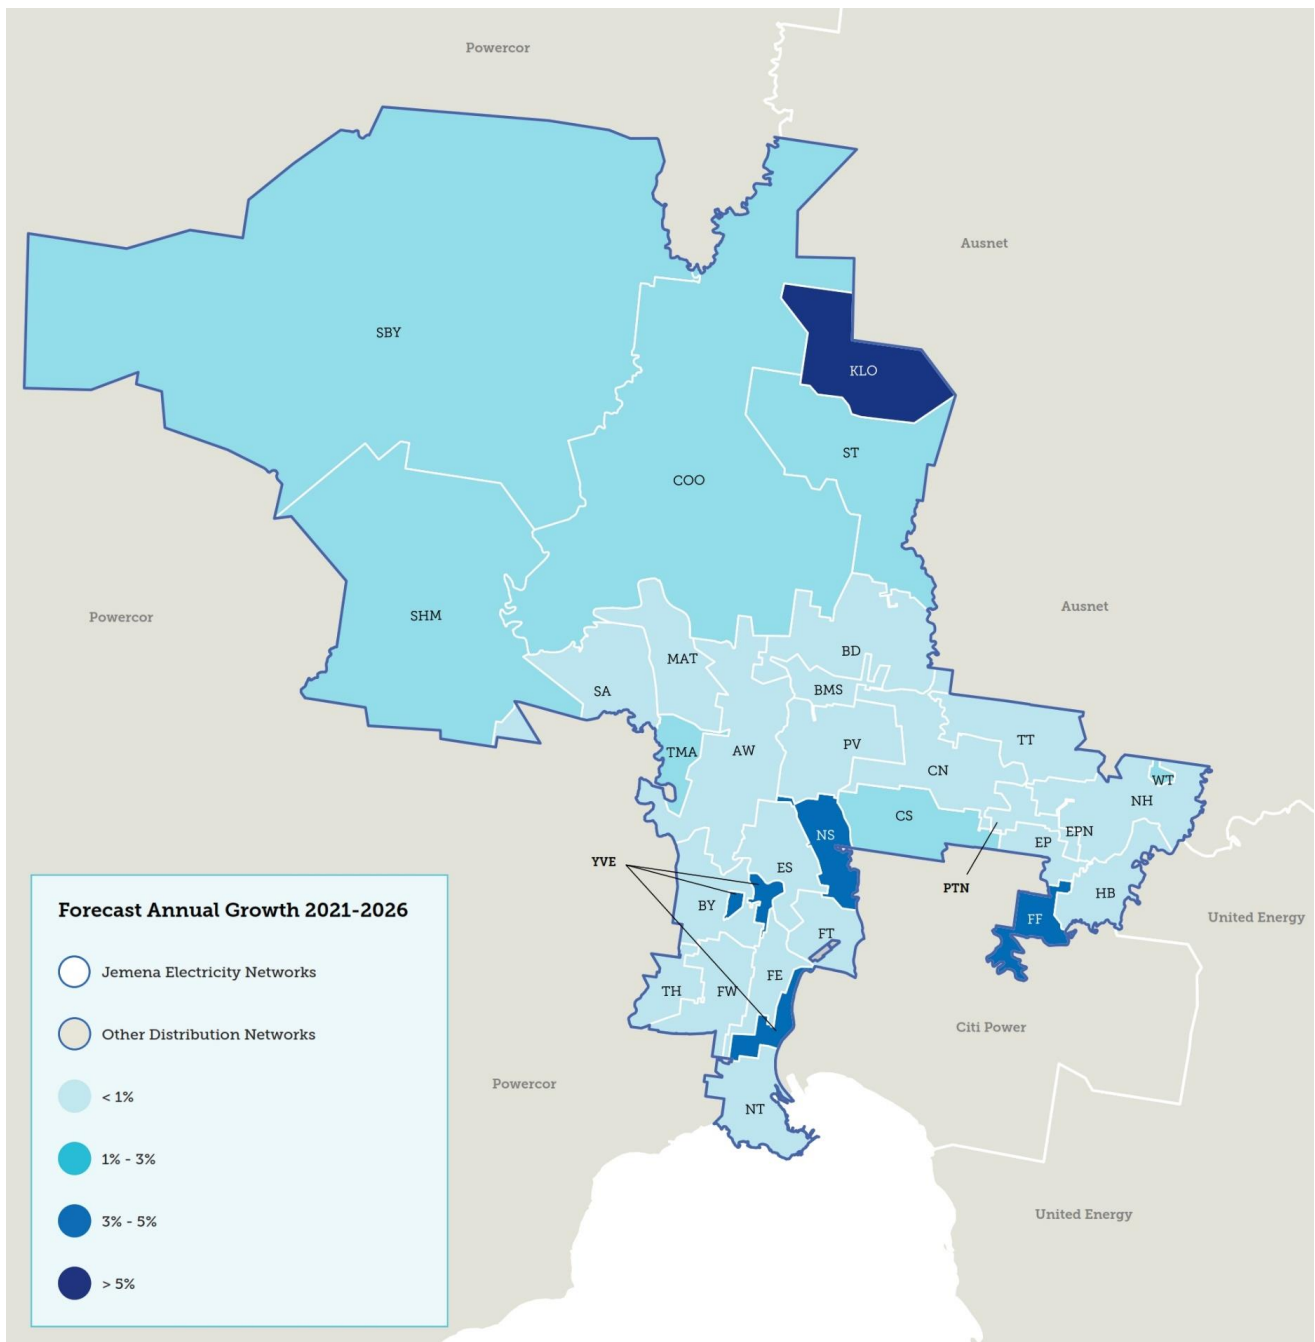 Powercor
Ausnet
SBY
KLO
ST
COO
Powercor
SHM
Ausnet
MAT
BD
SA
BMS
TMA
AW
PV
TT
CN
WT
NH
CS
NS
EPN
EP
YVE
ES
PTN
BY
HB
FT
FF
United Energy
TH
FW
FE
Citi Power
Powercor
NT
United Energy
Forecast Annual Growth 2021-2026
Jemena Electricity Networks
Other Distribution Networks
< 1%
1% - 3%
3% - 5%
> 5%